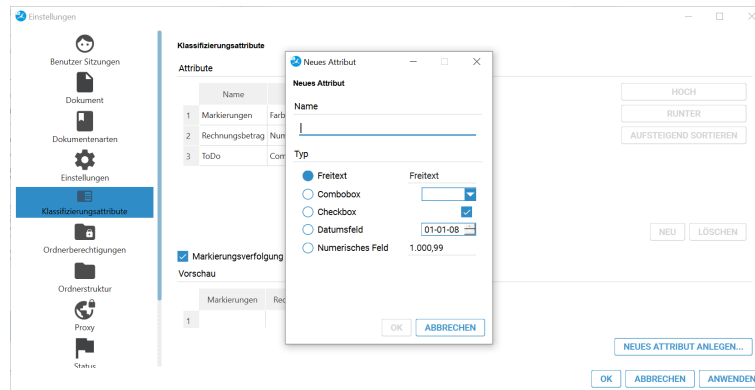 Einstellungen
Benutzer Sitzungen
Dokument
Dokumentenarten
Einstellungen
Klassifizierungsattribute
Ordnerberechtigungen
Ordnerstruktur
Proxy
Status
Klassifizierungsattribute
Attribute
Name
1 Markierungen Farb
2 Rechnungsbetrag Num
3 ToDo Com
HOCH
RUNTER
AUFSTEIGEND SORTIEREN
NEU LÖSCHEN
Markierungsverfolgung
Vorschau
Markierungen Rec
1
NEUES ATTRIBUT ANLEGEN...
OK ABBRECHEN ANWENDEN
Neues Attribut
Neues Attribut
Name
Typ
Freitext Freitext
Combobox
Checkbox
Datumsfeld 01-01-08
Numerisches Feld 1.000,99
OK ABBRECHEN